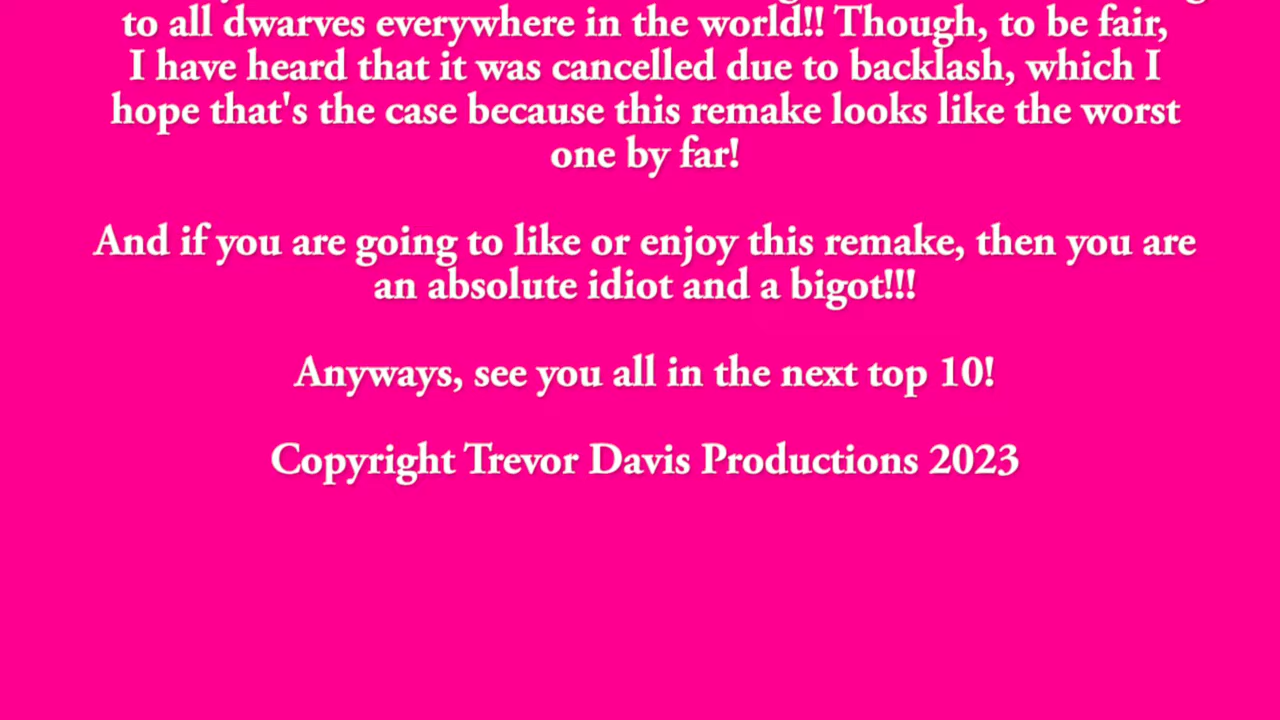 to all dwarves everywhere in the world!! Though, to be fair,
I have heard that it was cancelled due to backlash, which I
hope that's the case because this remake looks like the worst
one by far!
And if you are going to like or enjoy this remake, then you are
an absolute idiot and a bigot!!!
Anyways, see you all in the next top 10!
Copyright Trevor Davis Productions 2023